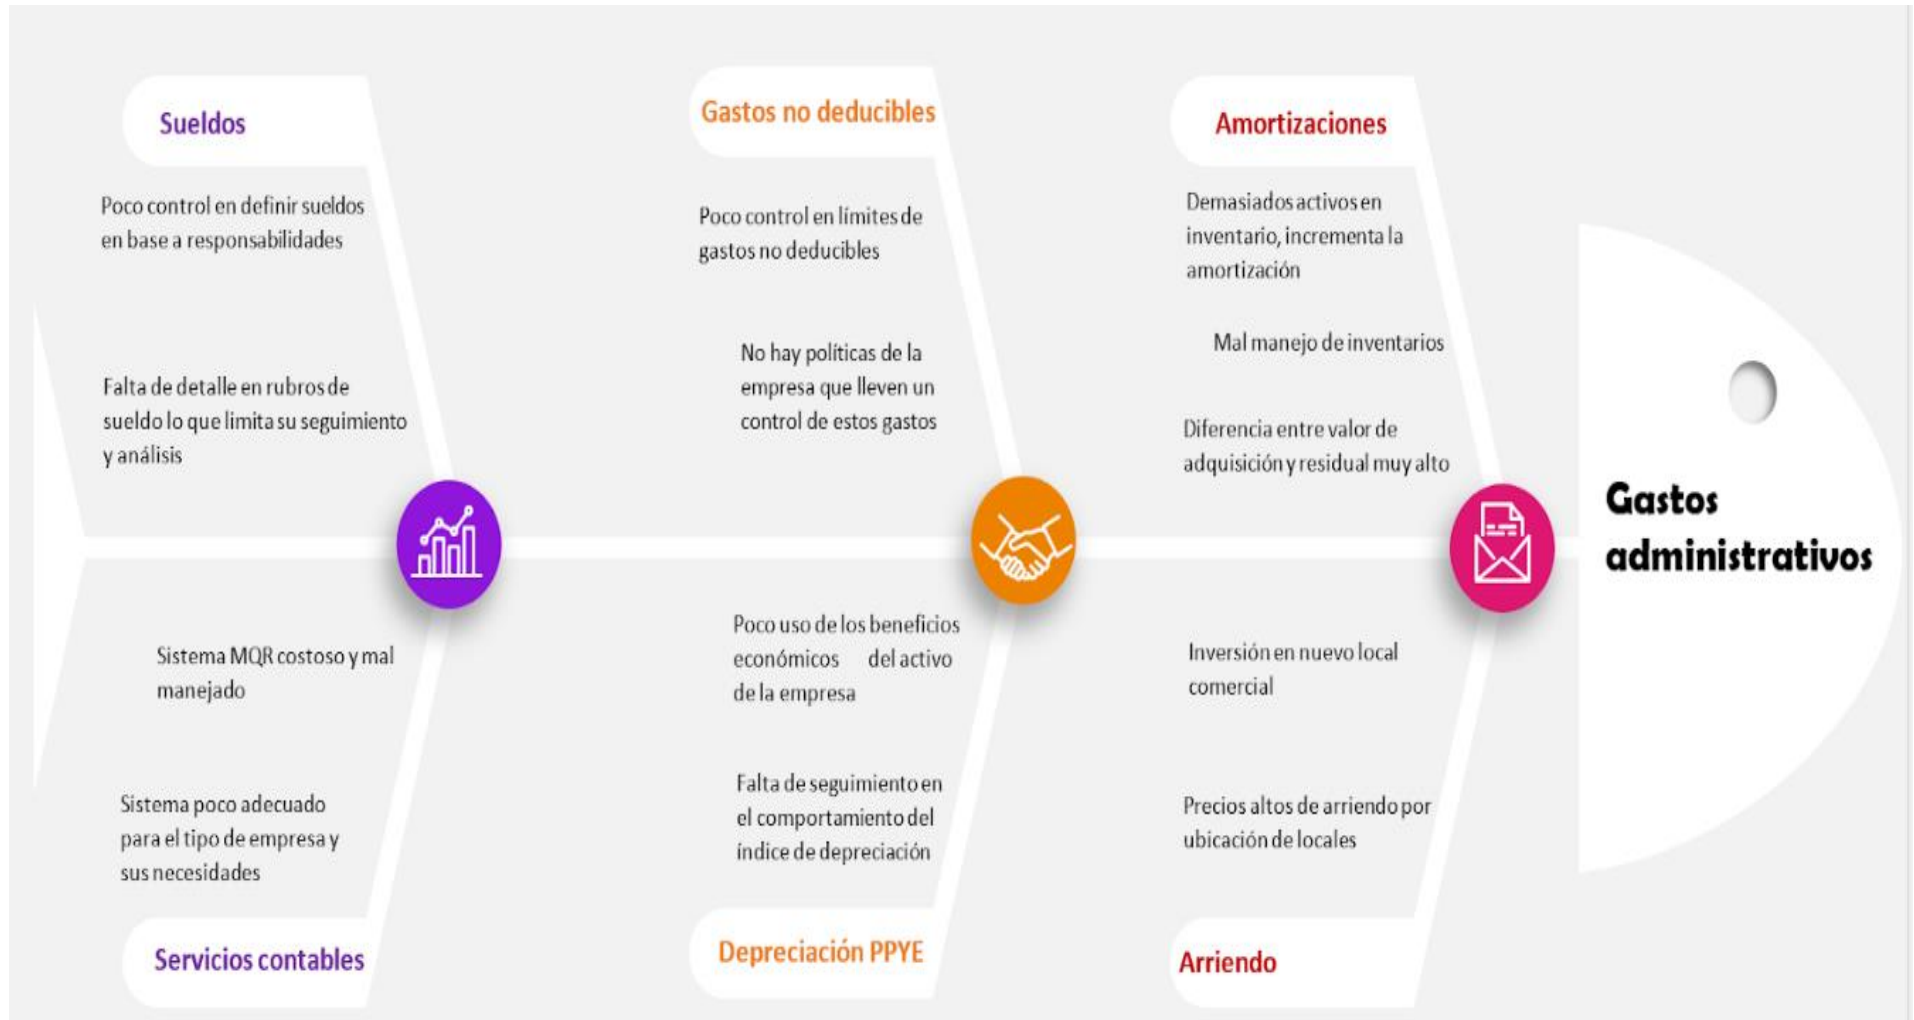 Sueldos
Poco control en definir sueldos
en base a responsabilidades
Falta de detalle en rubros de
sueldo lo que limita su seguimiento
y análisis
Gastos no deducibles
Poco control en límites de
gastos no deducibles
No hay políticas de la
empresa que lleven un
control de estos gastos
Amortizaciones
Demasiados activos en
inventario, incrementa la
amortización
Mal manejo de inventarios
Diferencia entre valor de
adquisición y residual muy alto
Gastos
administrativos
Sistema MQR costoso y mal
manejado
Sistema poco adecuado
para el tipo de empresa y
sus necesidades
Servicios contables
Poco uso de los beneficios
económicos del activo
de la empresa
Falta de seguimiento en
el comportamiento del
índice de depreciación
Depreciación PPYE
Inversión en nuevo local
comercial
Precios altos de arriendo por
ubicación de locales
Arriendo